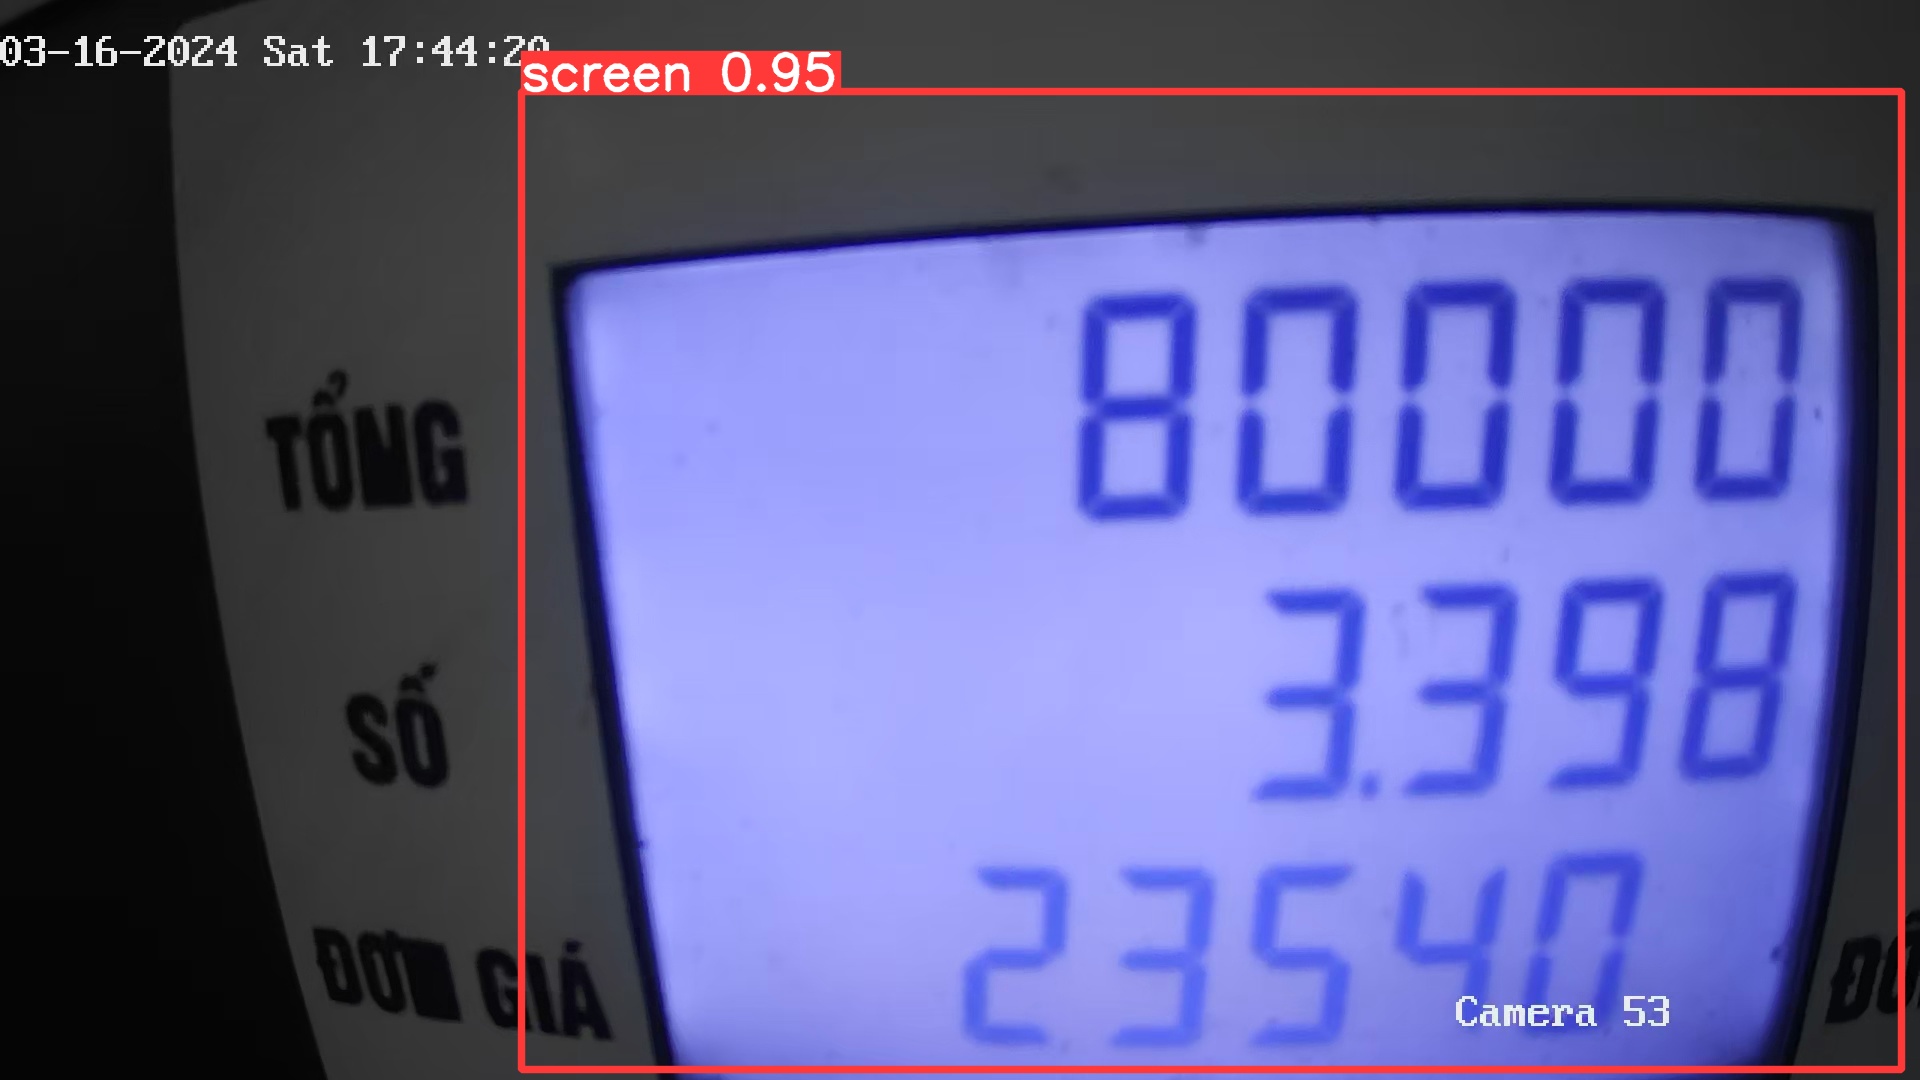 03-16-2024 Sat 17:44:20
screen 0.95
TỔNG 80000
SỐ 3.398
ĐƠN GIÁ 23540
Camera 53